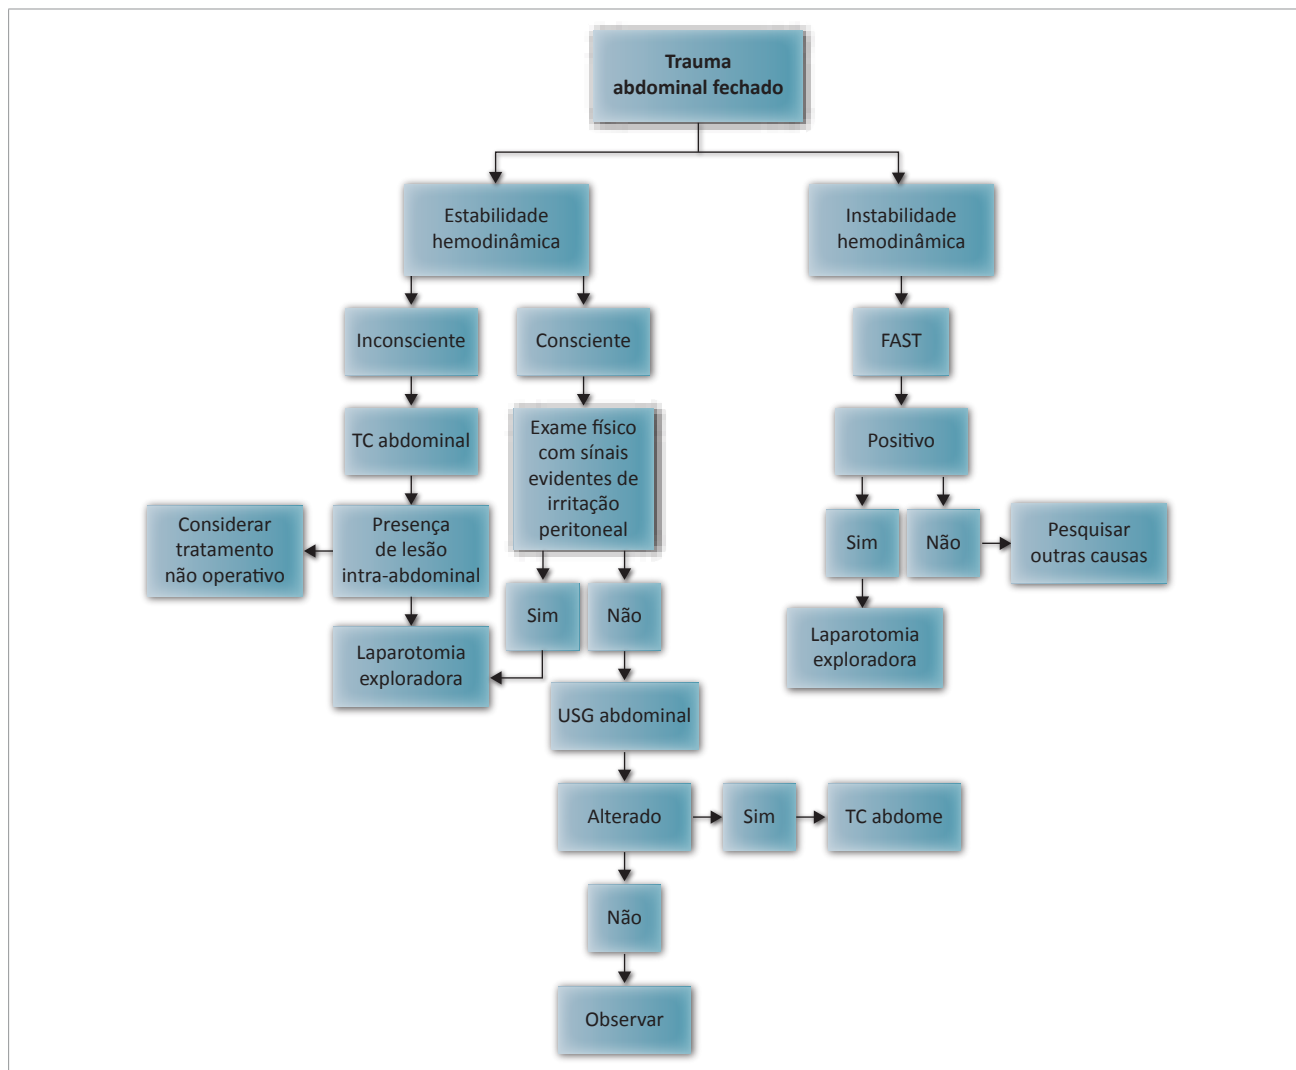 Trauma
abdominal fechado
Estabilidade
hemodinâmica
Instabilidade
hemodinâmica
Inconsciente
Consciente
FAST
TC abdominal
Exame físico
com sínais
evidentes de
irritação
peritoneal
Positivo
Considerar
tratamento
não operativo
Presença
de lesão
intra-abdominal
Sim
Não
Pesquisar
outras causas
Sim
Não
Laparotomia
exploradora
Laparotomia
exploradora
USG abdominal
Alterado
Sim
TC abdome
Não
Observar